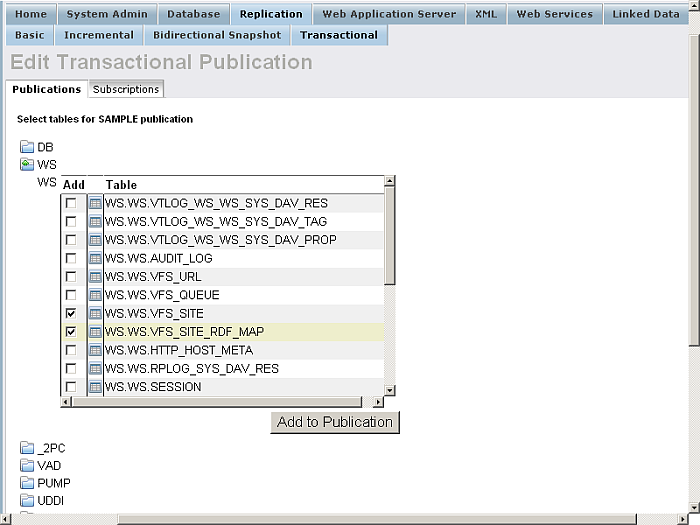 Home System Admin Database Replication Web Application Server XML Web Services Linked Data
Basic Incremental Bidirectional Snapshot Transactional
Edit Transactional Publication
Publications Subscriptions
Select tables for SAMPLE publication
DB
WS
WS Add Table
WS.WS.VTLOG_WS_WS_SYS_DAV_RES
WS.WS.VTLOG_WS_WS_SYS_DAV_TAG
WS.WS.VTLOG_WS_WS_SYS_DAV_PROP
WS.WS.AUDIT_LOG
WS.WS.VFS_URL
WS.WS.VFS_QUEUE
WS.WS.VFS_SITE
WS.WS.VFS_SITE_RDF_MAP
WS.WS.HTTP_HOST_META
WS.WS.RPLOG_SYS_DAV_RES
WS.WS.SESSION
Add to Publication
_2PC
VAD
PUMP
UDDI